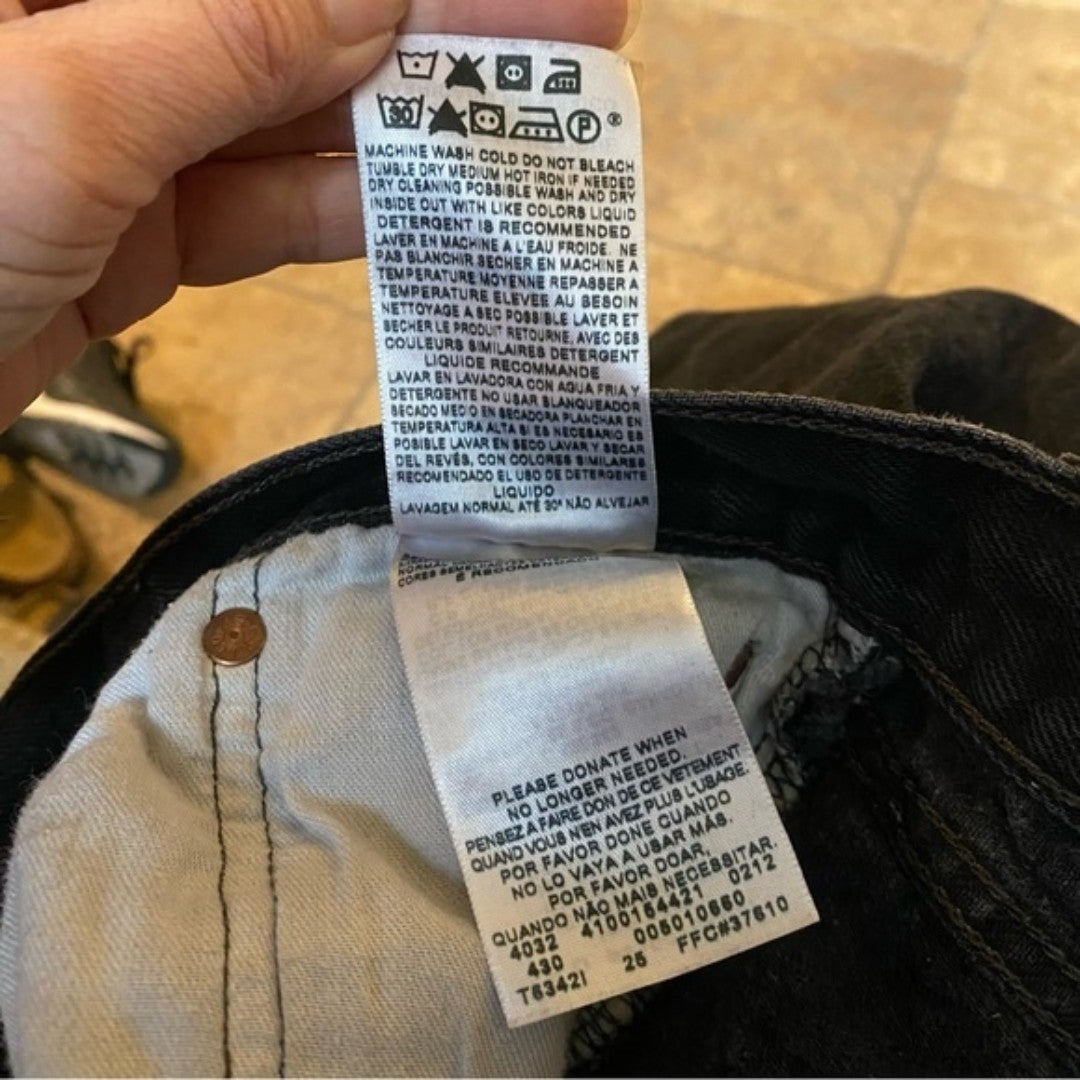 30 P ®
MACHINE WASH COLD DO NOT BLEACH
TUMBLE DRY MEDIUM HOT IRON IF NEEDED
DRY CLEANING POSSIBLE WASH AND DRY
INSIDE OUT WITH LIKE COLORS LIQUID
DETERGENT IS RECOMMENDED
LAVER EN MACHINE A L'EAU FROIDE. NE
PAS BLANCHIR SECHER EN MACHINE A
TEMPERATURE MOYENNE REPASSER A
TEMPERATURE ELEVEE AU BESOIN
NETTOYAGE A SEC POSSIBLE LAVER ET
SECHER LE PRODUIT RETOURNE, AVEC DES
COULEURS SIMILAIRES DETERGENT
LIQUIDE RECOMMANDE
LAVAR EN LAVADORA CON AGUA FRIA Y
DETERGENTE NO USAR BLANQUEADOR
SECADO MEDIO EN SECADORA PLANCHAR EN
TEMPERATURA ALTA SI ES NECESARIO ES
POSIBLE LAVAR EN SECO LAVAR Y SECAR
DEL REVÉS, CON COLORES SIMILARES
RECOMENDADO EL USO DE DETERGENTE
LIQUIDO
LAVAGEM NORMAL ATÉ 30° NÃO ALVEJAR
NORMAL
CORES SEMELHANTES
É RECOMENDADO
PLEASE DONATE WHEN
NO LONGER NEEDED.
PENSEZ A FAIRE DON DE CE VETEMENT
QUAND VOUS N'EN AVEZ PLUS L'USAGE.
POR FAVOR DONE CUANDO
NO LO VAYA A USAR MÁS.
POR FAVOR DOAR,
QUANDO NÃO MAIS NECESSITAR.
4032 4100154421 0212
430 005010660
T6342I 25 FFC#37610